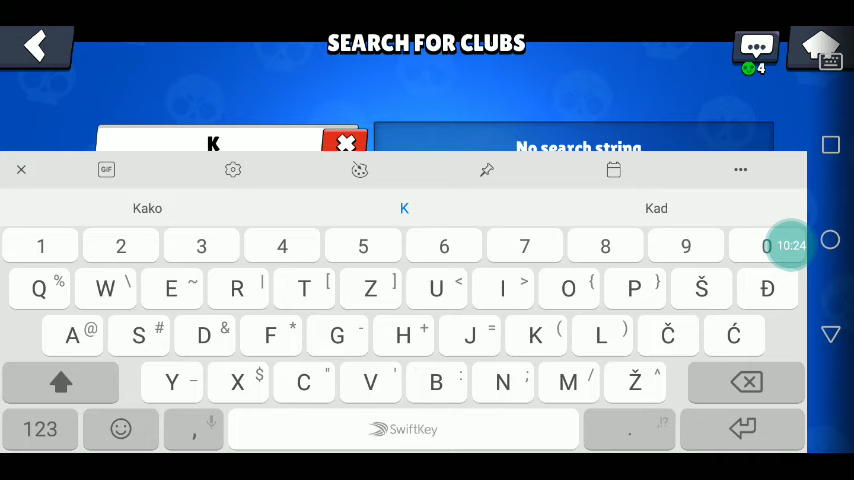 SEARCH FOR CLUBS
4
K
No search string
GIF
Kako K Kad
1 2 3 4 5 6 7 8 9 0 10:24
Q % W \ E ~ R | T [ Z ] U < I > O { P } Š Đ
A @ S # D & F * G - H + J = K ( L ) Č Ć
Y _ X $ C " V ' B : N ; M / Ž ^
123 , SwiftKey . ,!?